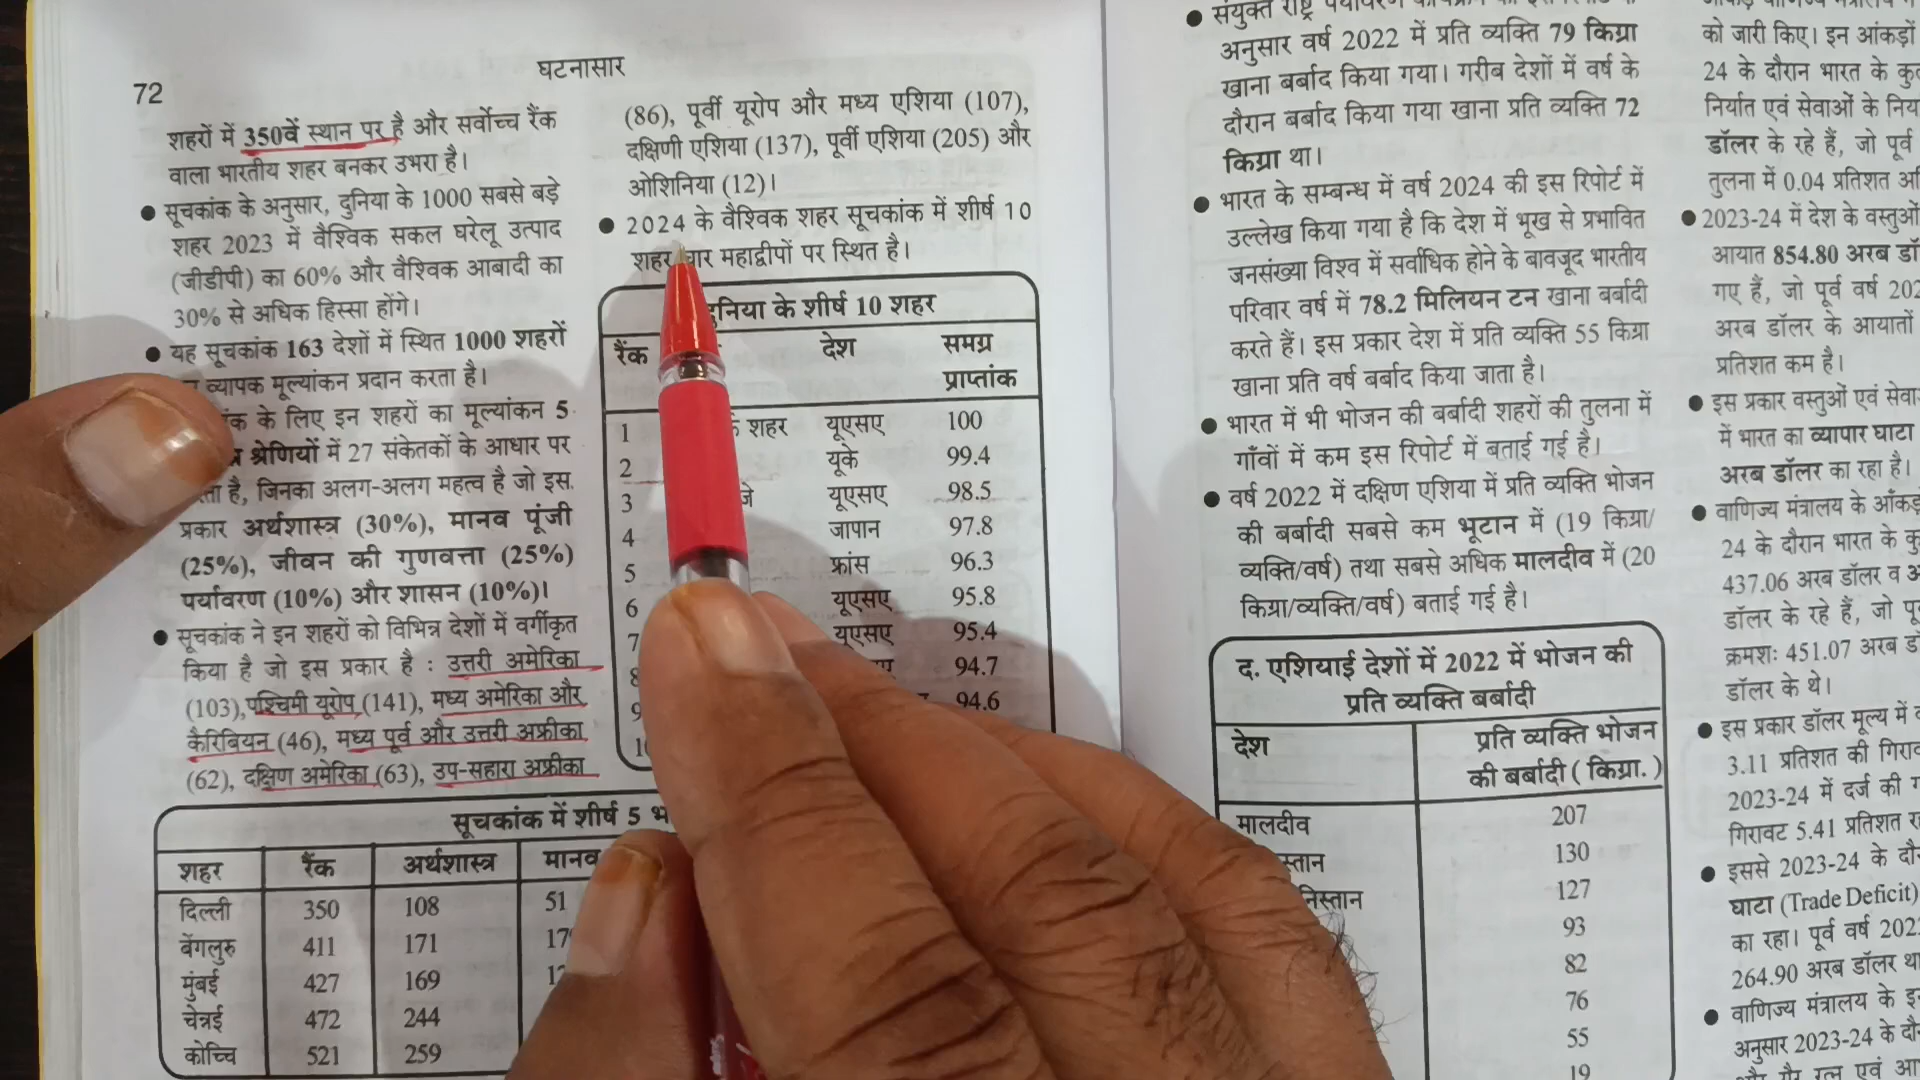 72
घटनासार
शहरों में 350वें स्थान पर है और सर्वोच्च रैंक
वाला भारतीय शहर बनकर उभरा है।
● सूचकांक के अनुसार, दुनिया के 1000 सबसे बड़े
शहर 2023 में वैश्विक सकल घरेलू उत्पाद
(जीडीपी) का 60% और वैश्विक आबादी का
30% से अधिक हिस्सा होंगे।
● यह सूचकांक 163 देशों में स्थित 1000 शहरों
व्यापक मूल्यांकन प्रदान करता है।
के लिए इन शहरों का मूल्यांकन 5
श्रेणियों में 27 संकेतकों के आधार पर
है, जिनका अलग-अलग महत्व है जो इस
प्रकार अर्थशास्त्र (30%), मानव पूंजी
(25%), जीवन की गुणवत्ता (25%)
पर्यावरण (10%) और शासन (10%)।
● सूचकांक ने इन शहरों को विभिन्न देशों में वर्गीकृत
किया है जो इस प्रकार है : उत्तरी अमेरिका
(103),पश्चिमी यूरोप (141), मध्य अमेरिका और
कैरिबियन (46), मध्य पूर्व और उत्तरी अफ्रीका
(62), दक्षिण अमेरिका (63), उप-सहारा अफ्रीका
सूचकांक में शीर्ष 5
शहर रैंक अर्थशास्त्र मानव
दिल्ली 350 108 51
बेंगलुरु 411 171
मुंबई 427 169
चेन्नई 472 244
कोच्चि 521 259
(86), पूर्वी यूरोप और मध्य एशिया (107),
दक्षिणी एशिया (137), पूर्वी एशिया (205) और
ओशिनिया (12)।
● 2024 के वैश्विक शहर सूचकांक में शीर्ष 10
शहर चार महाद्वीपों पर स्थित है।
दुनिया के शीर्ष 10 शहर
रैंक देश समग्र
प्राप्तांक
1 शहर यूएसए 100
2 यूके 99.4
3 यूएसए 98.5
4 जापान 97.8
5 फ्रांस 96.3
6 यूएसए 95.8
7 यूएसए 95.4
8 94.7
9 94.6
अनुसार वर्ष 2022 में प्रति व्यक्ति 79 किग्रा
खाना बर्बाद किया गया। गरीब देशों में वर्ष के
दौरान बर्बाद किया गया खाना प्रति व्यक्ति 72
किग्रा था।
● भारत के सम्बन्ध में वर्ष 2024 की इस रिपोर्ट में
उल्लेख किया गया है कि देश में भूख से प्रभावित
जनसंख्या विश्व में सर्वाधिक होने के बावजूद भारतीय
परिवार वर्ष में 78.2 मिलियन टन खाना बर्बादी
करते हैं। इस प्रकार देश में प्रति व्यक्ति 55 किग्रा
खाना प्रति वर्ष बर्बाद किया जाता है।
● भारत में भी भोजन की बर्बादी शहरों की तुलना में
गाँवों में कम इस रिपोर्ट में बताई गई है।
● वर्ष 2022 में दक्षिण एशिया में प्रति व्यक्ति भोजन
की बर्बादी सबसे कम भूटान में (19 किग्रा/
व्यक्ति/वर्ष) तथा सबसे अधिक मालदीव में (20
किग्रा/व्यक्ति/वर्ष) बताई गई है।
द. एशियाई देशों में 2022 में भोजन की
प्रति व्यक्ति बर्बादी
देश प्रति व्यक्ति भोजन
की बर्बादी (किग्रा.)
मालदीव 207
130
127
93
82
76
55
19
को जारी किए। इन आंकड़ों
24 के दौरान भारत के
निर्यात एवं सेवाओं के
डॉलर के रहे हैं, जो पूर्व
तुलना में 0.04 प्रतिशत
● 2023-24 में देश के वस्तुओं
आयात 854.80 अरब
गए हैं, जो पूर्व वर्ष
अरब डॉलर के आयातों
प्रतिशत कम है।
● इस प्रकार वस्तुओं एवं
में भारत का व्यापार घाटा
अरब डॉलर का रहा है।
● वाणिज्य मंत्रालय के
24 के दौरान भारत के
437.06 अरब डॉलर व
डॉलर के रहे हैं, जो
क्रमशः 451.07 अरब
डॉलर के थे।
● इस प्रकार डॉलर मूल्य में
3.11 प्रतिशत की
2023-24 में दर्ज की
गिरावट 5.41 प्रतिशत
● इससे 2023-24 के
घाटा (Trade Deficit)
का रहा। पूर्व वर्ष
264.90 अरब डॉलर
● वाणिज्य मंत्रालय के
अनुसार 2023-24 के